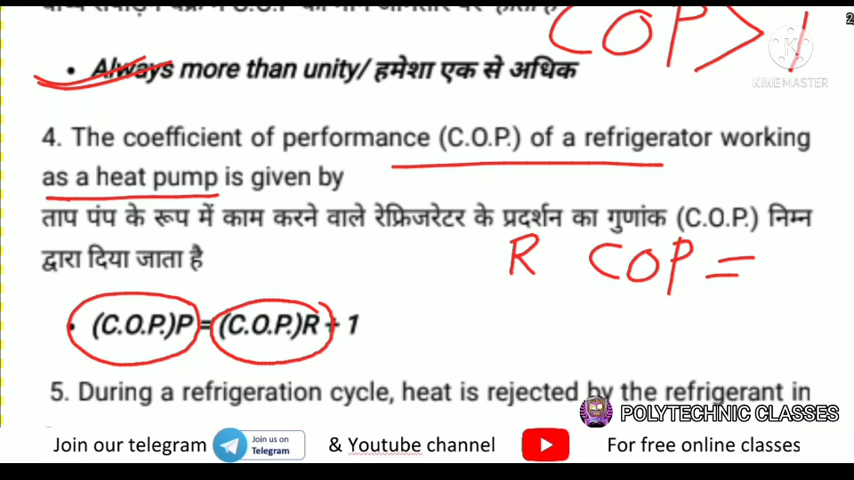 COP > 1
2
• Always more than unity/ हमेशा एक से अधिक
KINEMASTER
4. The coefficient of performance (C.O.P.) of a refrigerator working
as a heat pump is given by
ताप पंप के रूप में काम करने वाले रेफ्रिजरेटर के प्रदर्शन का गुणांक (C.O.P.) निम्न
द्वारा दिया जाता है
R COP =
• (C.O.P.)P = (C.O.P.)R + 1
5. During a refrigeration cycle, heat is rejected by the refrigerant in
POLYTECHNIC CLASSES
Join our telegram Join us on Telegram & Youtube channel For free online classes